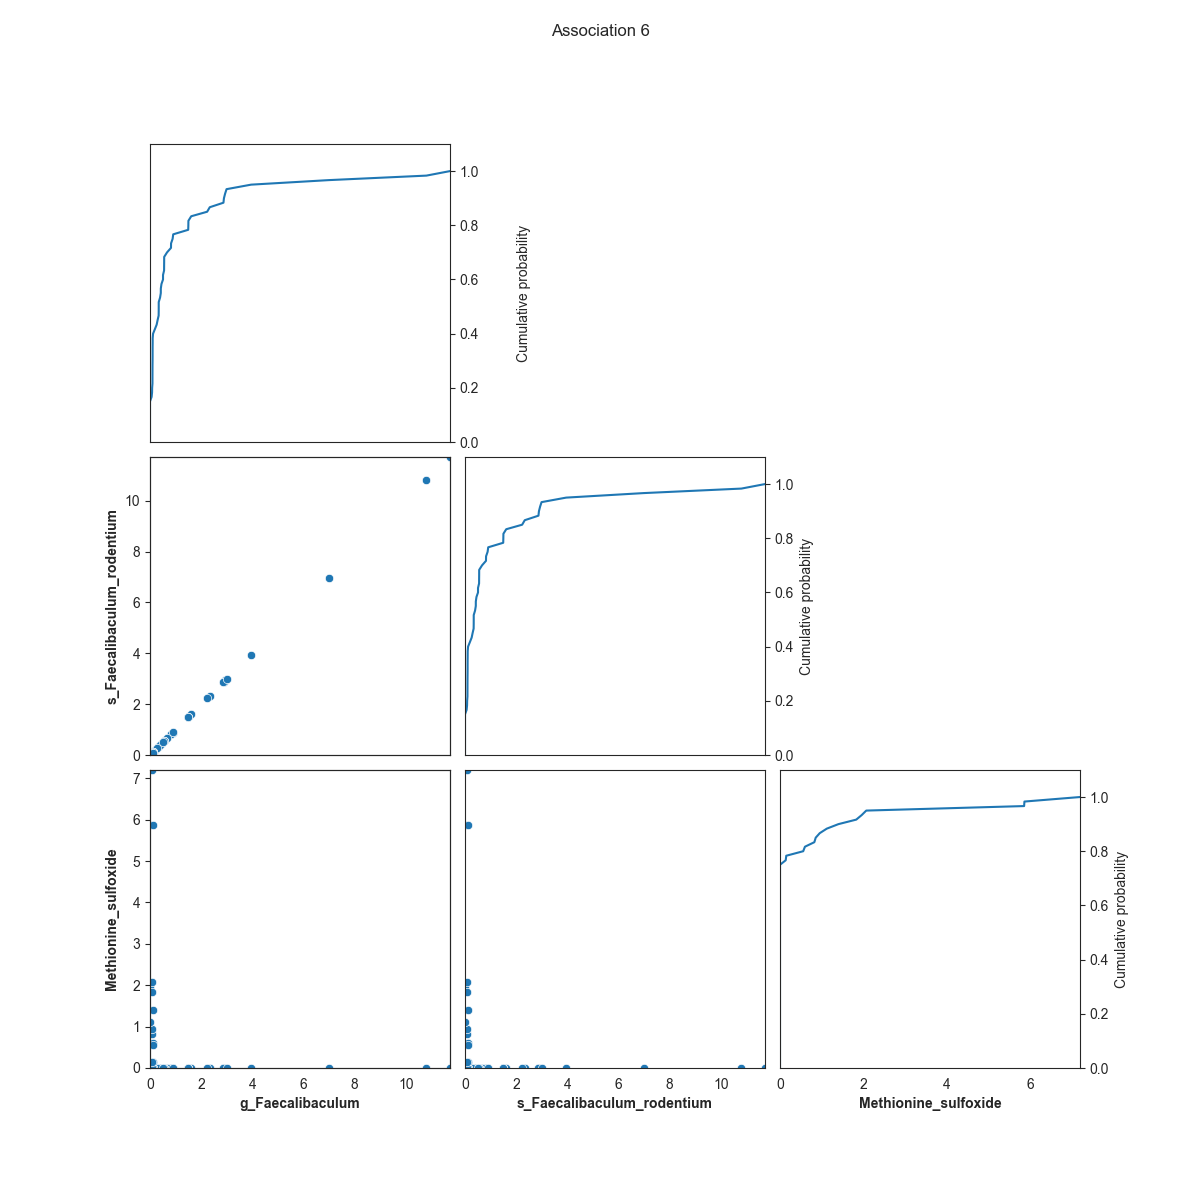 Association 6
1.0
0.8
0.6
0.4
0.2
0.0
Cumulative probability
s_Faecalibaculum_rodentium
10
8
6
4
2
0
1.0
0.8
0.6
0.4
0.2
0.0
Cumulative probability
Methionine_sulfoxide
7
6
5
4
3
2
1
0
0 2 4 6 8 10
g_Faecalibaculum
0 2 4 6 8 10
s_Faecalibaculum_rodentium
0 2 4 6
Methionine_sulfoxide
1.0
0.8
0.6
0.4
0.2
0.0
Cumulative probability